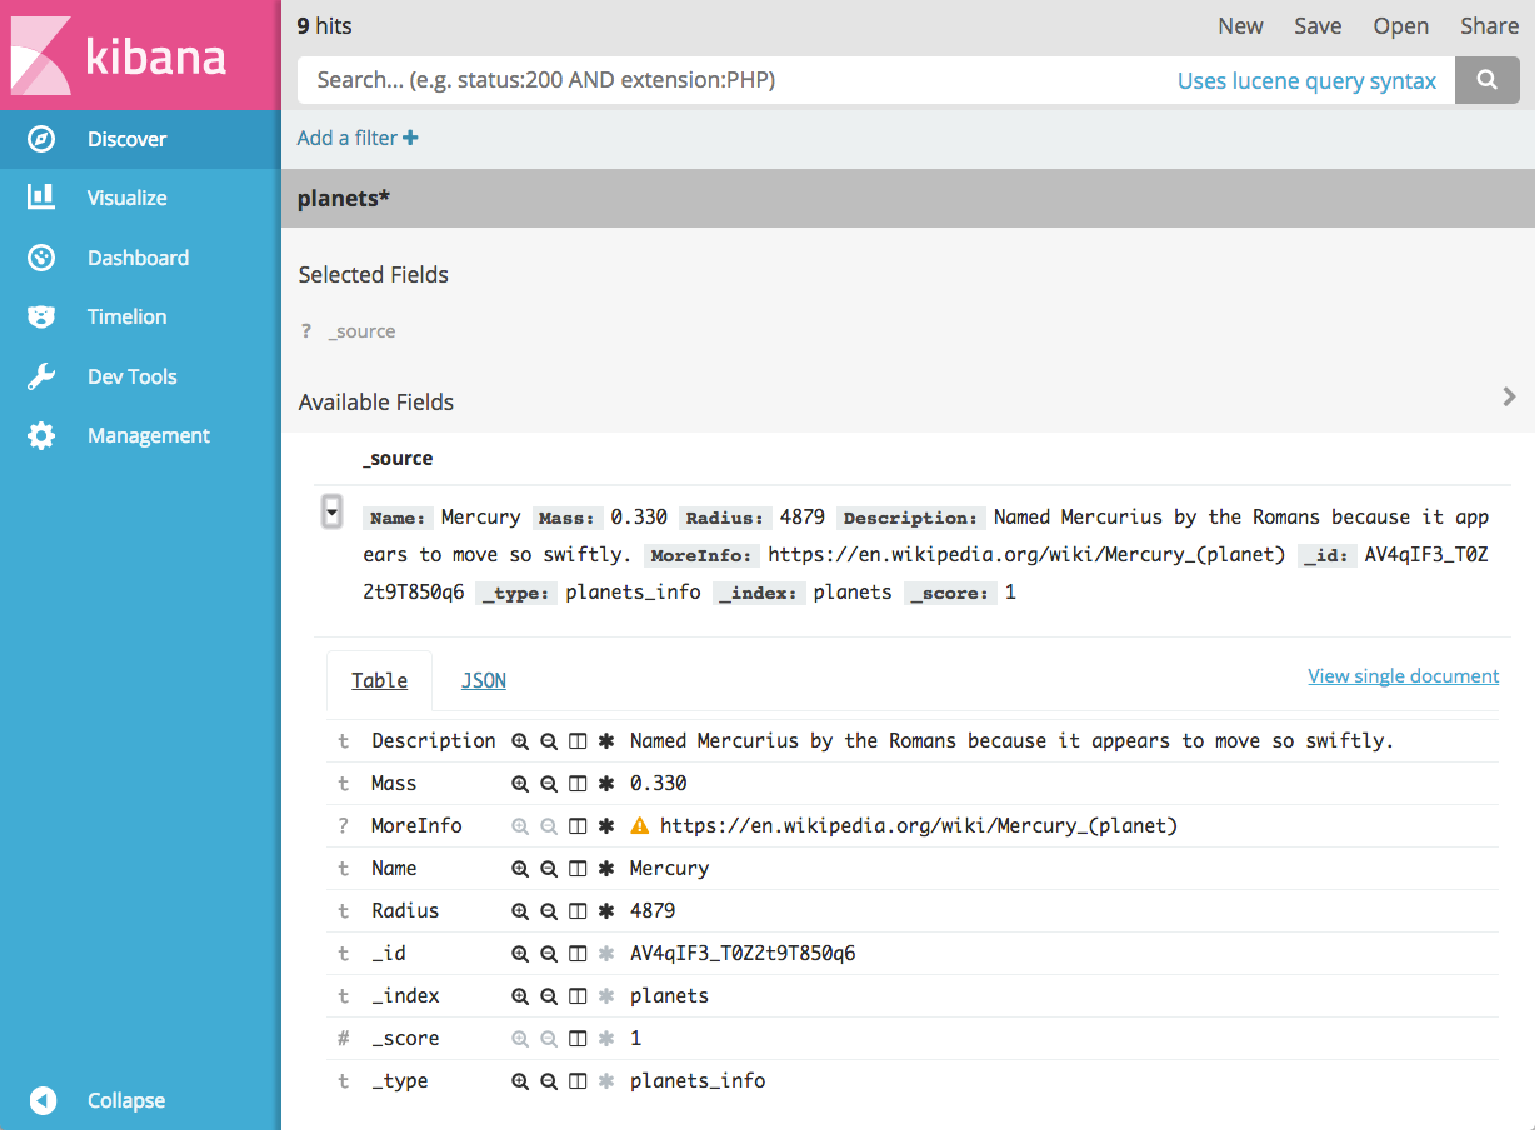 kibana
9 hits
New Save Open Share
Search... (e.g. status:200 AND extension:PHP) Uses lucene query syntax
Discover
Add a filter +
Visualize
planets*
Dashboard
Selected Fields
Timelion
? _source
Dev Tools
Available Fields
Management
_source
Name: Mercury Mass: 0.330 Radius: 4879 Description: Named Mercurius by the Romans because it app
ears to move so swiftly. MoreInfo: https://en.wikipedia.org/wiki/Mercury_(planet) _id: AV4qIF3_T0Z
2t9T850q6 _type: planets_info _index: planets _score: 1
Table JSON View single document
t Description Named Mercurius by the Romans because it appears to move so swiftly.
t Mass 0.330
? MoreInfo https://en.wikipedia.org/wiki/Mercury_(planet)
t Name Mercury
t Radius 4879
t _id AV4qIF3_T0Z2t9T850q6
t _index planets
# _score 1
t _type planets_info
Collapse